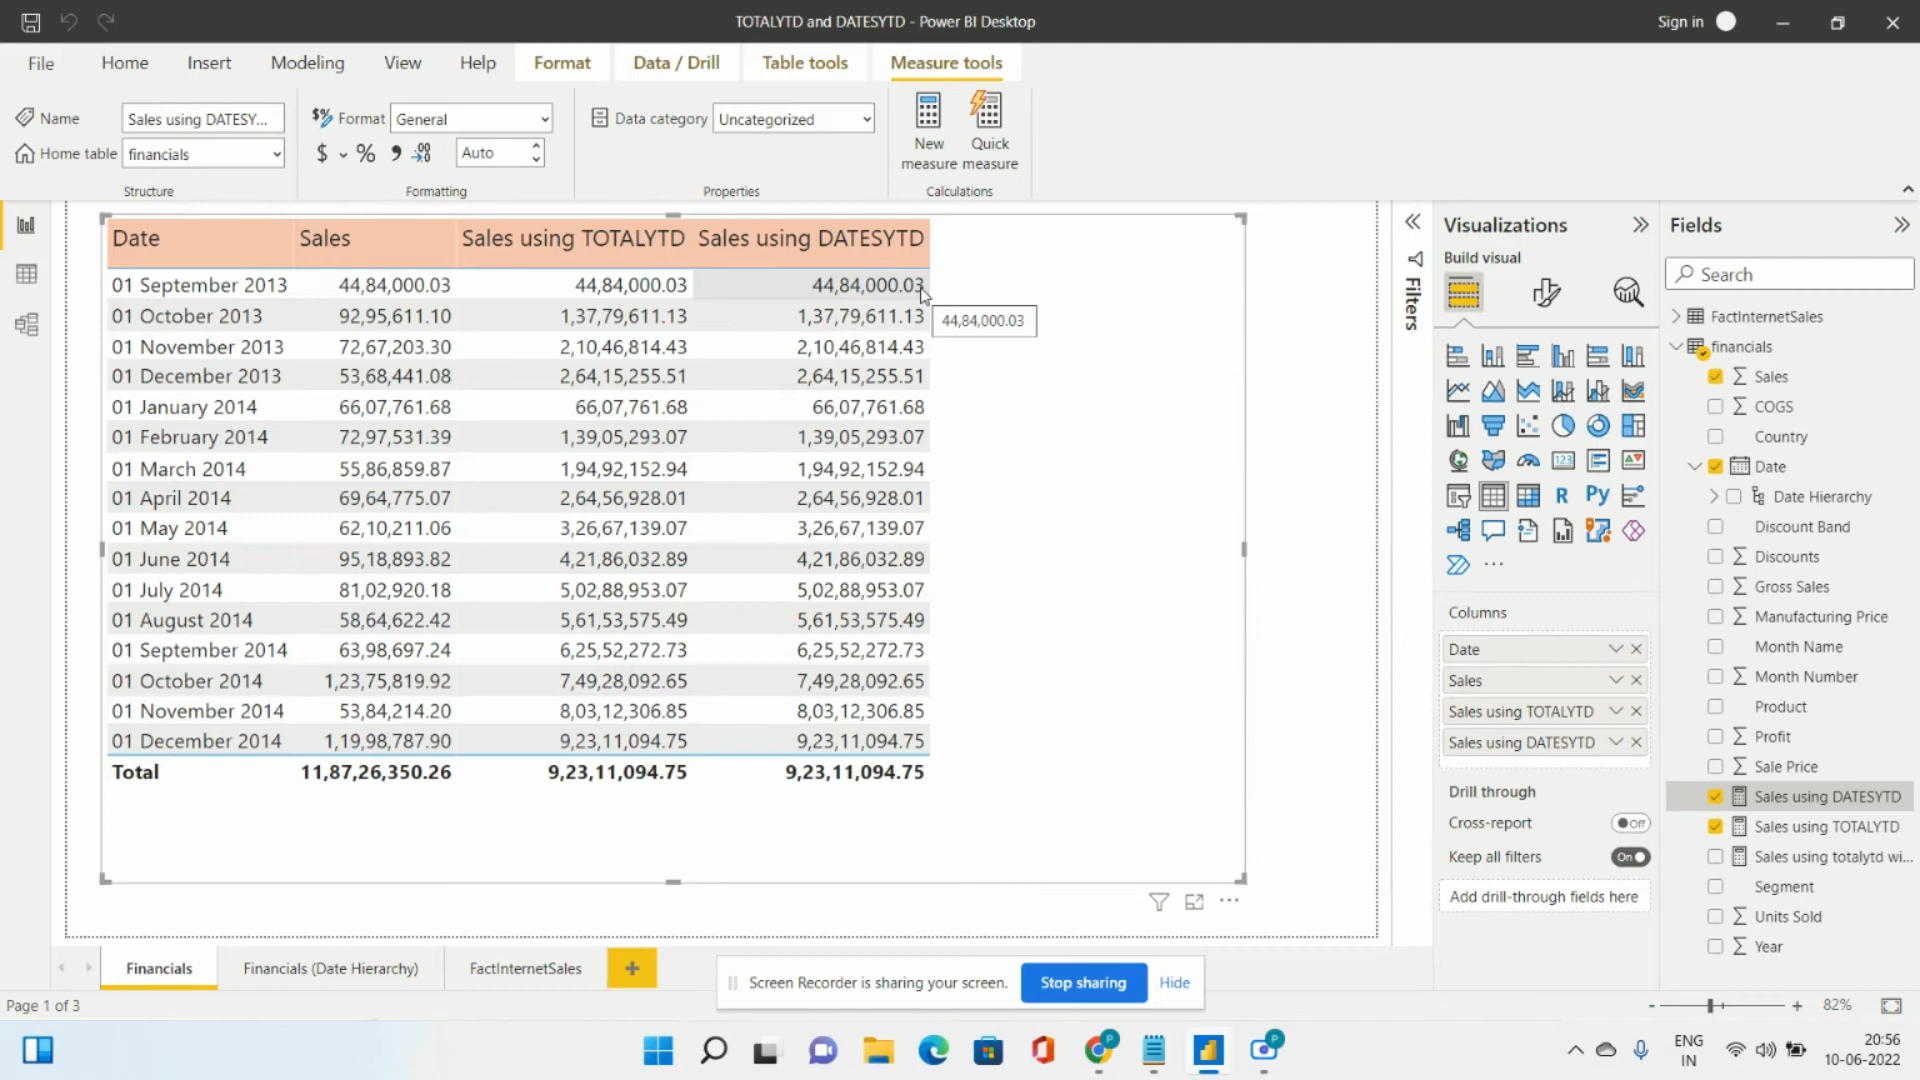 TOTALYTD and DATESYTD - Power BI Desktop
Sign in
File Home Insert Modeling View Help Format Data / Drill Table tools Measure tools
Name Sales using DATESY... Format General Data category Uncategorized New measure Quick measure
Home table financials $ % Auto
Structure Formatting Properties Calculations
Date Sales Sales using TOTALYTD Sales using DATESYTD
01 September 2013 44,84,000.03 44,84,000.03 44,84,000.03
01 October 2013 92,95,611.10 1,37,79,611.13 1,37,79,611.13
44,84,000.03
01 November 2013 72,67,203.30 2,10,46,814.43 2,10,46,814.43
01 December 2013 53,68,441.08 2,64,15,255.51 2,64,15,255.51
01 January 2014 66,07,761.68 66,07,761.68 66,07,761.68
01 February 2014 72,97,531.39 1,39,05,293.07 1,39,05,293.07
01 March 2014 55,86,859.87 1,94,92,152.94 1,94,92,152.94
01 April 2014 69,64,775.07 2,64,56,928.01 2,64,56,928.01
01 May 2014 62,10,211.06 3,26,67,139.07 3,26,67,139.07
01 June 2014 95,18,893.82 4,21,86,032.89 4,21,86,032.89
01 July 2014 81,02,920.18 5,02,88,953.07 5,02,88,953.07
01 August 2014 58,64,622.42 5,61,53,575.49 5,61,53,575.49
01 September 2014 63,98,697.24 6,25,52,272.73 6,25,52,272.73
01 October 2014 1,23,75,819.92 7,49,28,092.65 7,49,28,092.65
01 November 2014 53,84,214.20 8,03,12,306.85 8,03,12,306.85
01 December 2014 1,19,98,787.90 9,23,11,094.75 9,23,11,094.75
Total 11,87,26,350.26 9,23,11,094.75 9,23,11,094.75
Filters
Visualizations
Build visual
123
R Py
Columns
Date
Sales
Sales using TOTALYTD
Sales using DATESYTD
Drill through
Cross-report Off
Keep all filters On
Add drill-through fields here
Fields
Search
FactInternetSales
financials
Sales
COGS
Country
Date
Date Hierarchy
Discount Band
Discounts
Gross Sales
Manufacturing Price
Month Name
Month Number
Product
Profit
Sale Price
Sales using DATESYTD
Sales using TOTALYTD
Sales using totalytd wi...
Segment
Units Sold
Year
Financials Financials (Date Hierarchy) FactInternetSales
Screen Recorder is sharing your screen. Stop sharing Hide
Page 1 of 3
82%
ENG
IN
20:56
10-06-2022